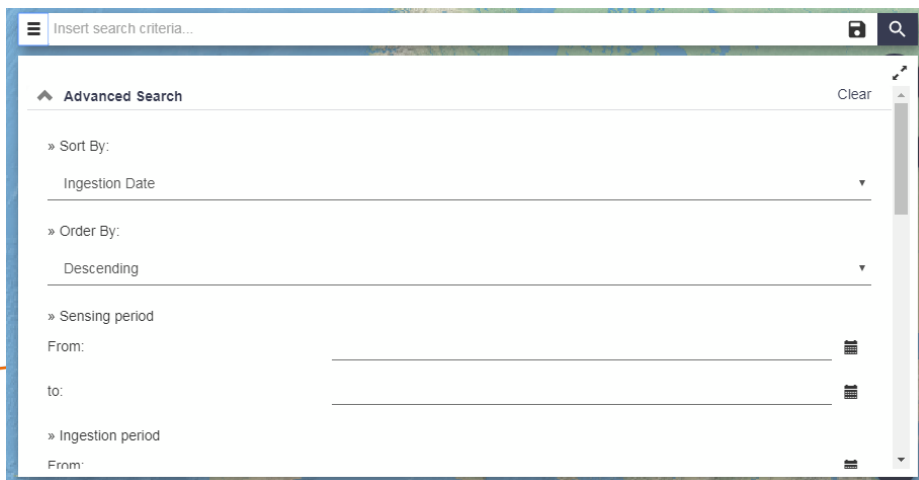 Insert search criteria...
Advanced Search
Clear
» Sort By:
Ingestion Date
» Order By:
Descending
» Sensing period
From:
to:
» Ingestion period
From: